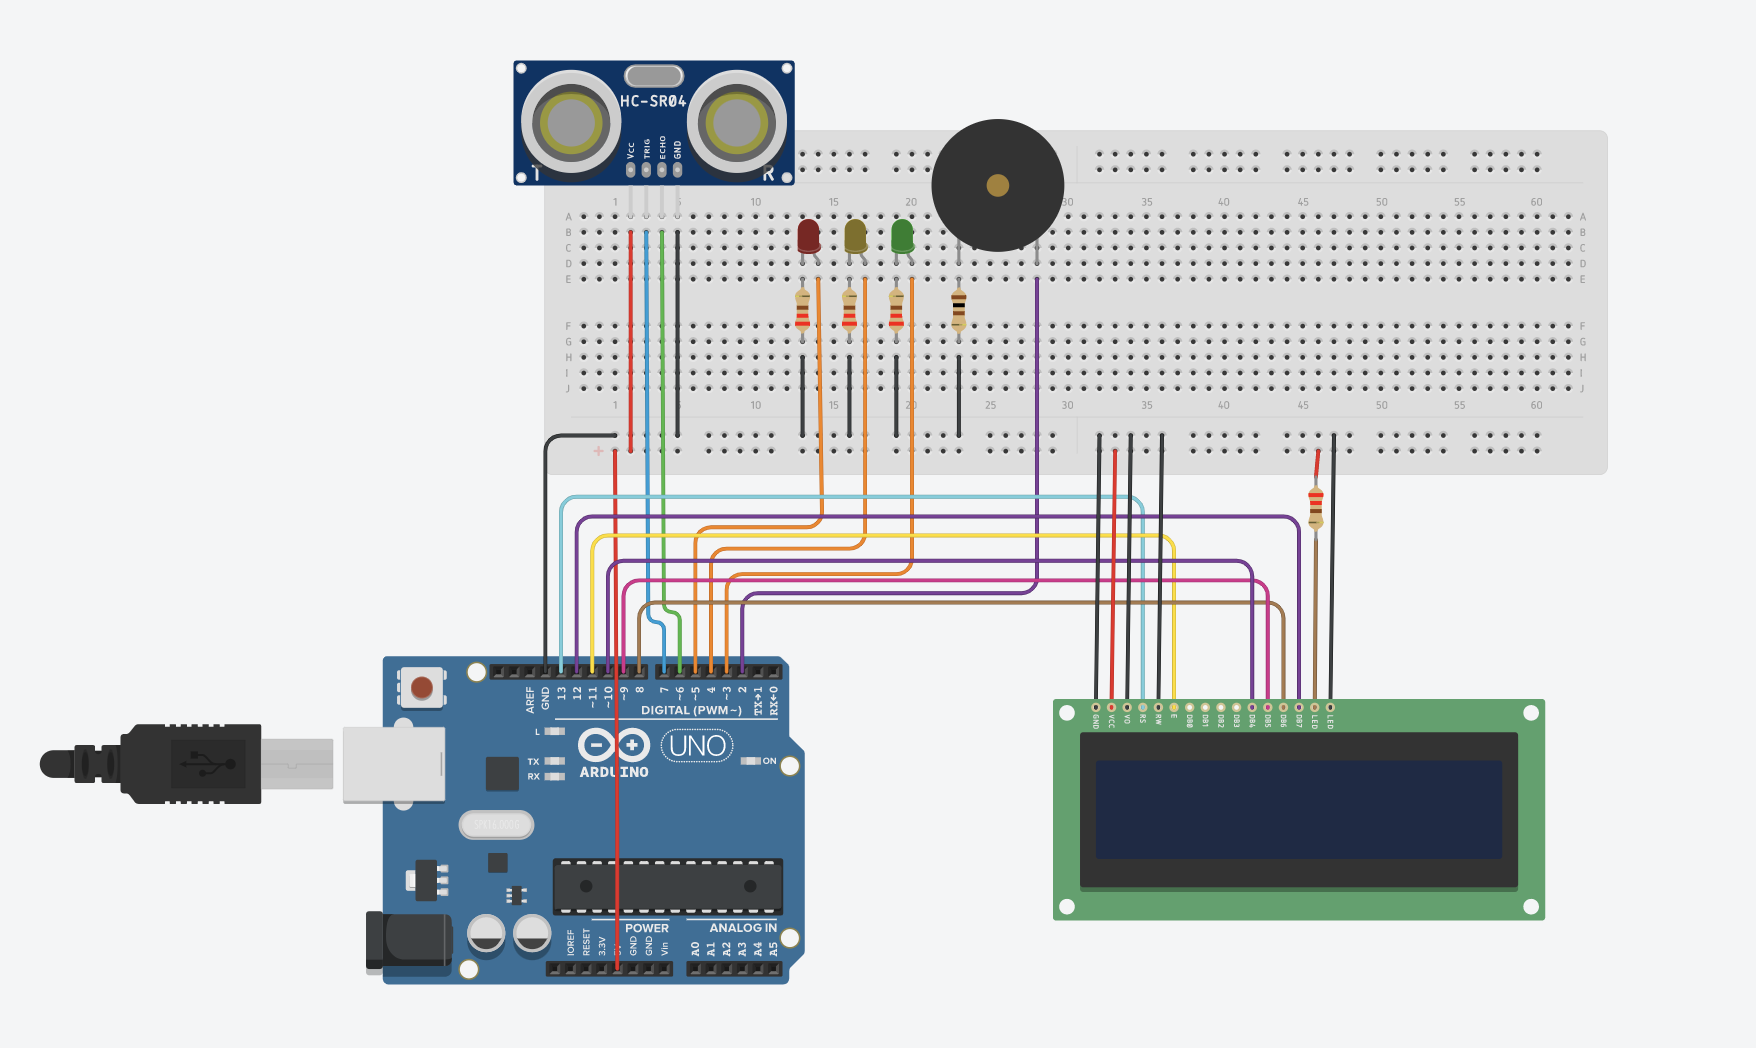 HC-SR04
VCC
TRIG
ECHO
GND
T
R
1 5 10 15 20 30 35 40 45 50 55 60
A A
B B
C C
D D
E E
F F
G G
H H
I I
J J
1 5 10 15 20 25 30 35 40 45 50 55 60
+
AREF
GND
13
12
~11
~10
~9
8
7
~6
~5
4
~3
2
TX→1
RX←0
DIGITAL (PWM~)
L
TX
RX
ARDUINO
UNO
ON
SPK16.000G
POWER
ANALOG IN
IOREF
RESET
3.3V
GND
GND
Vin
A0
A1
A2
A3
A4
A5
GND
VCC
VO
RS
RW
E
DB0
DB1
DB2
DB3
DB4
DB5
DB6
DB7
LED
LED